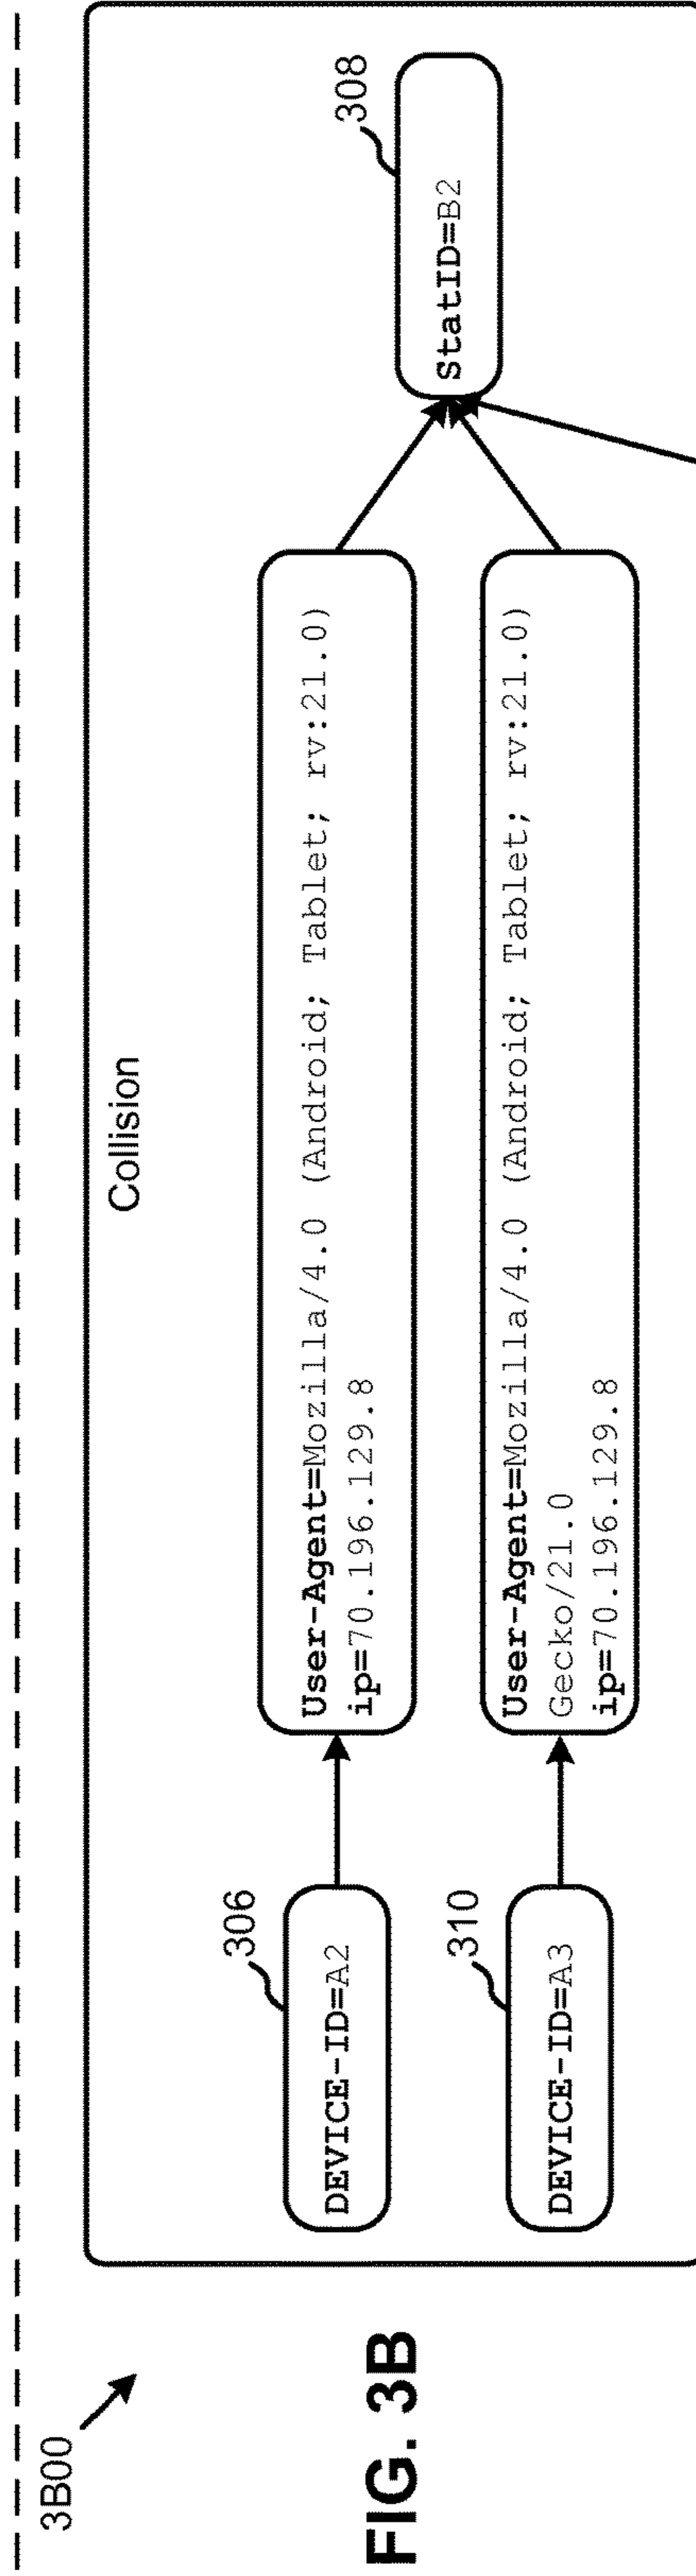 3B00
FIG. 3B
Collision
306
DEVICE-ID=A2
User-Agent=Mozilla/4.0 (Android; Tablet; rv:21.0)
ip=70.196.129.8
308
StatID=B2
310
DEVICE-ID=A3
User-Agent=Mozilla/4.0 (Android; Tablet; rv:21.0)
Gecko/21.0
ip=70.196.129.8